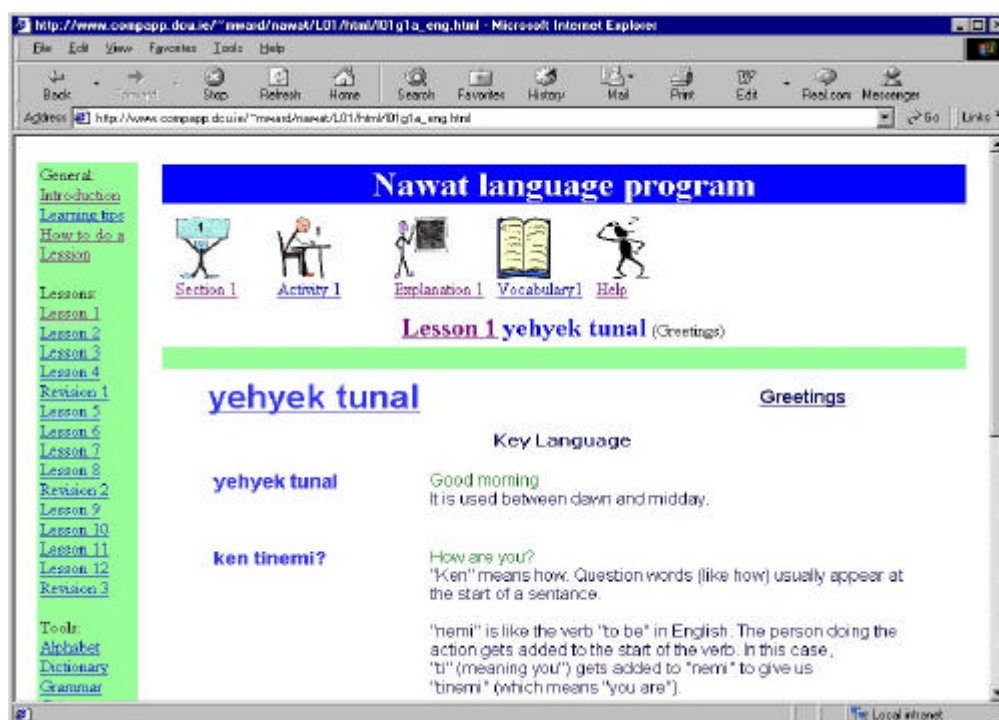 http://www.compapp.dcu.ie/~mward/nawat/L01/html/l01g1a_eng.html - Microsoft Internet Explorer
File Edit View Favorites Tools Help
Back Forward Stop Refresh Home Search Favorites History Mail Print Edit Real.com Messenger
Address http://www.compapp.dcu.ie/~mward/nawat/L01/html/l01g1a_eng.html Go Links
General:
Introduction
Learning tips
How to do a
Lession
Lessons:
Lesson 1
Lesson 2
Lesson 3
Lesson 4
Revision 1
Lesson 5
Lesson 6
Lesson 7
Lesson 8
Revision 2
Lesson 9
Lesson 10
Lesson 11
Lesson 12
Revision 3
Tools:
Alphabet
Dictionary
Grammar
Nawat language program
1
Section 1 Activity 1 Explanation 1 Vocabulary1 Help
Lesson 1 yehyek tunal (Greetings)
yehyek tunal Greetings
Key Language
yehyek tunal Good morning
It is used between dawn and midday.
ken tinemi? How are you?
"Ken" means how. Question words (like how) usually appear at
the start of a sentance.
"nemi" is like the verb "to be" in English. The person doing the
action gets added to the start of the verb. In this case,
"ti" (meaning you") gets added to "nemi" to give us
"tinemi" (which means "you are").
Local intranet